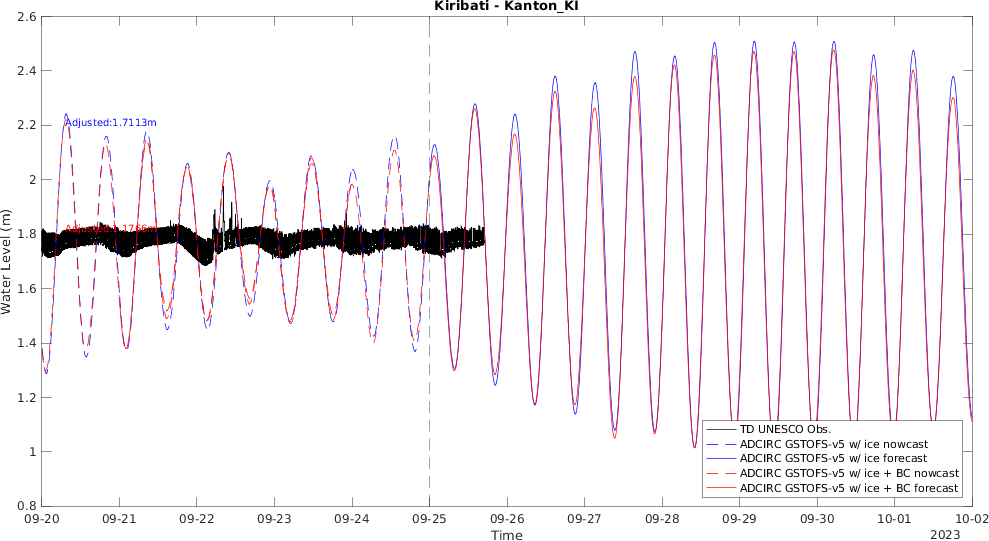 Kiribati - Kanton_KI
2.6
2.4
2.2
2
1.8
1.6
1.4
1.2
1
0.8
Water Level (m)
Adjusted:1.7113m
TD UNESCO Obs.
ADCIRC GSTOFS-v5 w/ ice nowcast
ADCIRC GSTOFS-v5 w/ ice forecast
ADCIRC GSTOFS-v5 w/ ice + BC nowcast
ADCIRC GSTOFS-v5 w/ ice + BC forecast
09-20 09-21 09-22 09-23 09-24 09-25 09-26 09-27 09-28 09-29 09-30 10-01 10-02
Time
2023